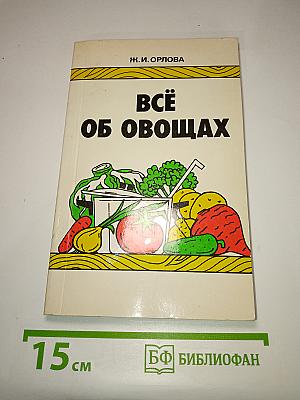 Ж.И. ОРЛОВА
ВСЁ
ОБ ОВОЩАХ
15 см
БФ БИБЛИОФАН